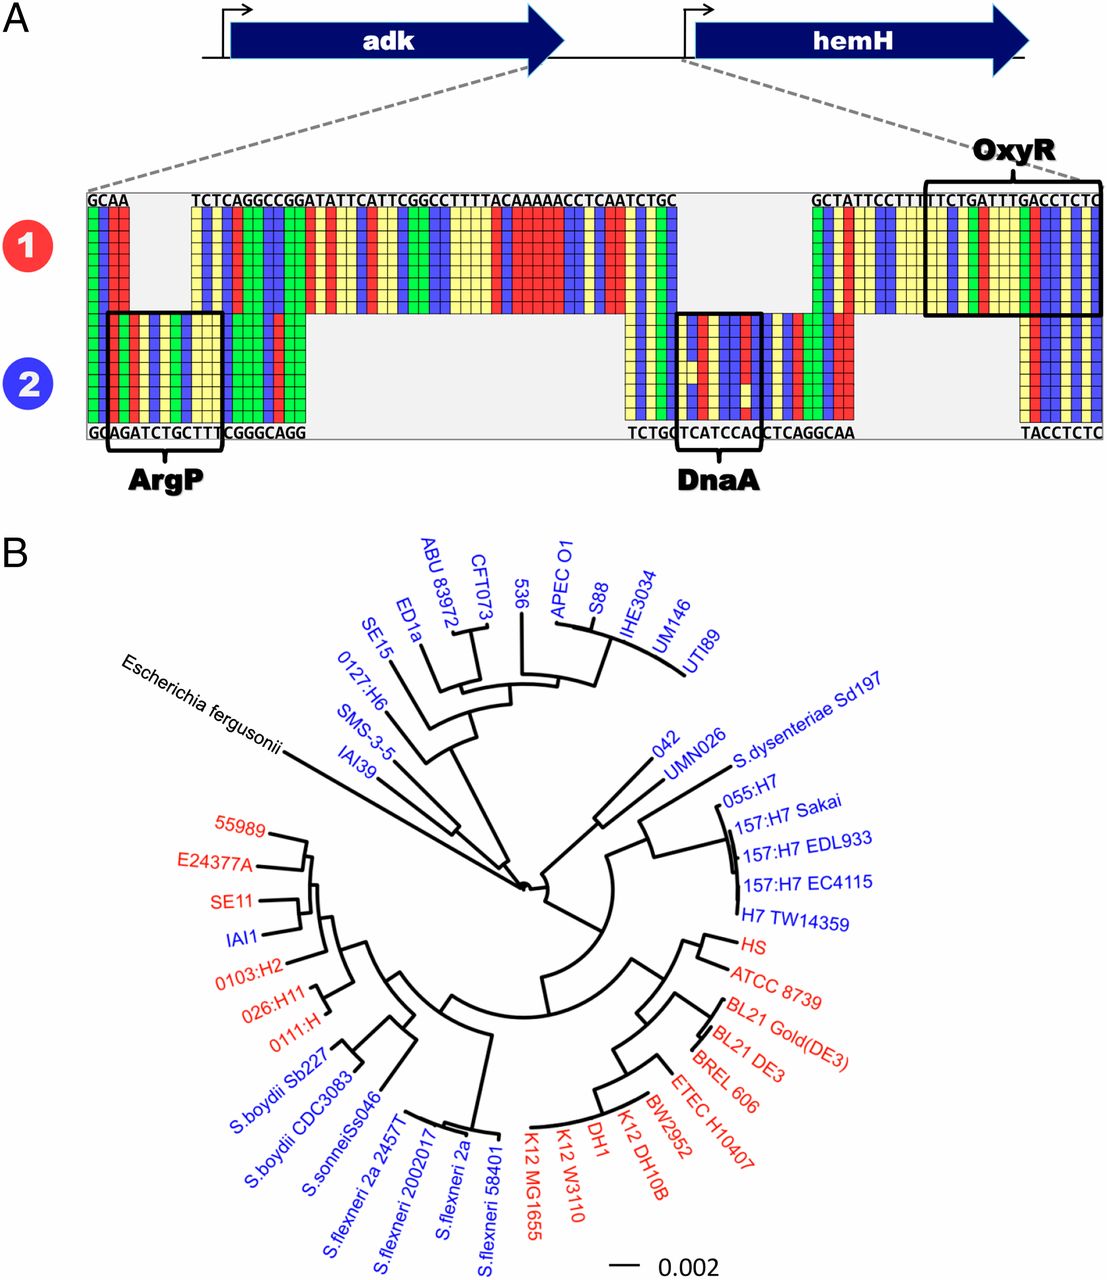 A
adk
hemH
OxyR
GCAA TCTCAGGCCGGATATTCATTCGGCCTTTTACAAAAACCTCAATCTGC GCTATTCCTTTTTCTGATTTGACCTCTC
1
2
GCAGATCTGCTTTCGGGCAGG TCTGCTCATCCACCTCAGGCAA TACCTCTC
ArgP
DnaA
B
Escherichia fergusonii
IAI39
SMS-3-5
0127:H6
SE15
ED1a
ABU 83972
CFT073
536
APEC O1
S88
IHE3034
UM146
UTI89
042
UMN026
S.dysenteriae Sd197
055:H7
157:H7 Sakai
157:H7 EDL933
157:H7 EC4115
H7 TW14359
HS
ATCC 8739
BL21 Gold(DE3)
BL21 DE3
BREL 606
ETEC H10407
BW2952
K12 DH10B
DH1
K12 W3110
K12 MG1655
S.flexneri 58401
S.flexneri 2a
S.flexneri 2002017
S.flexneri 2a 2457T
S.sonneiSs046
S.boydii CDC3083
S.boydii Sb227
0111:H
026:H11
0103:H2
IAI1
SE11
E24377A
55989
0.002